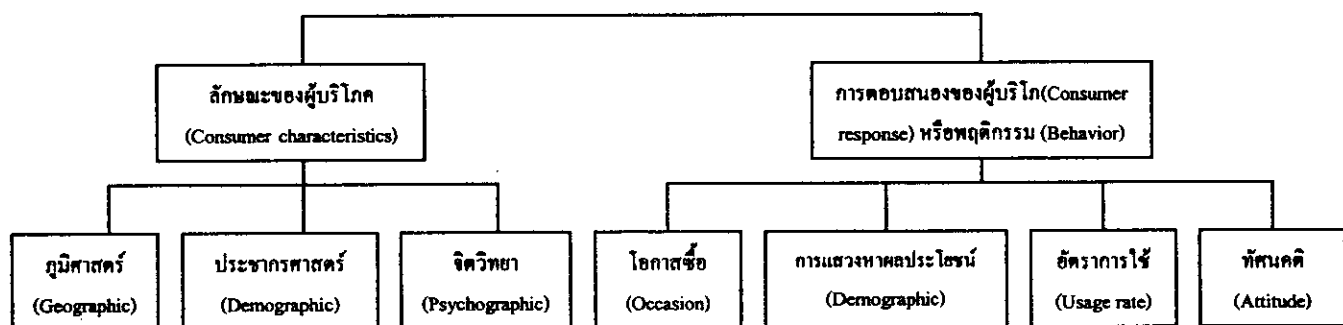 ลักษณะของผู้บริโภค
(Consumer characteristics)
การตอบสนองของผู้บริโภ(Consumer
response) หรือพฤติกรรม (Behavior)
ภูมิศาสตร์
(Geographic)
ประชากรศาสตร์
(Demographic)
จิตวิทยา
(Psychographic)
โอกาสซื้อ
(Occasion)
การแสวงหาผลประโยชน์
(Demographic)
อัตราการใช้
(Usage rate)
ทัศนคติ
(Attitude)